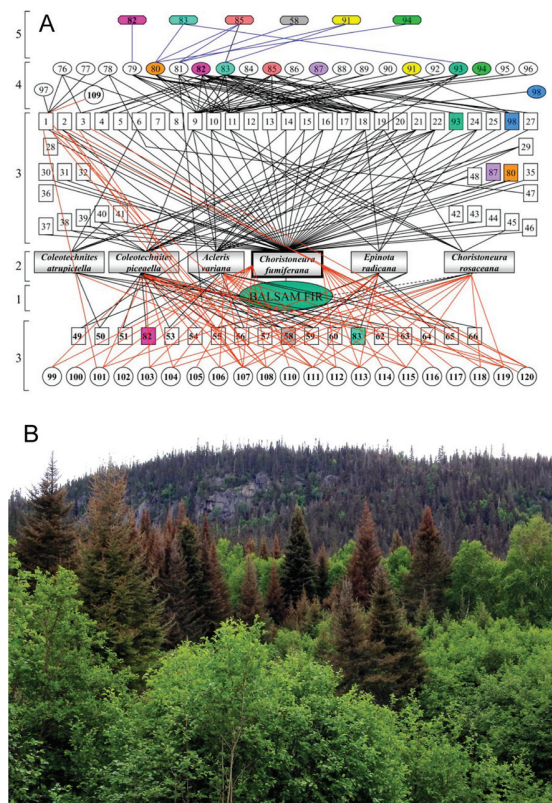 A
5
82 83 85 58 91 94
4
76 77 78 79 80 81 82 83 84 85 86 87 88 89 90 91 92 93 94 95 96
97 109 98
3
1 2 3 4 5 6 7 8 9 10 11 12 13 14 15 16 17 18 19 20 21 22 93 24 25 98 27
28 29
30 31 32 48 87 80 35
36 47
37 38 39 40 41 42 43 44 45 46
2
Coleotechnites atrupictella
Coleotechnites piceaella
Acleris variana
Choristoneura fumiferana
Epinota radicana
Choristoneura rosaceana
1
BALSAM FIR
3
49 50 51 82 53 54 55 56 57 58 59 60 83 62 63 64 65 66
99 100 101 102 103 104 105 106 107 108 110 111 112 113 114 115 116 117 118 119 120
B